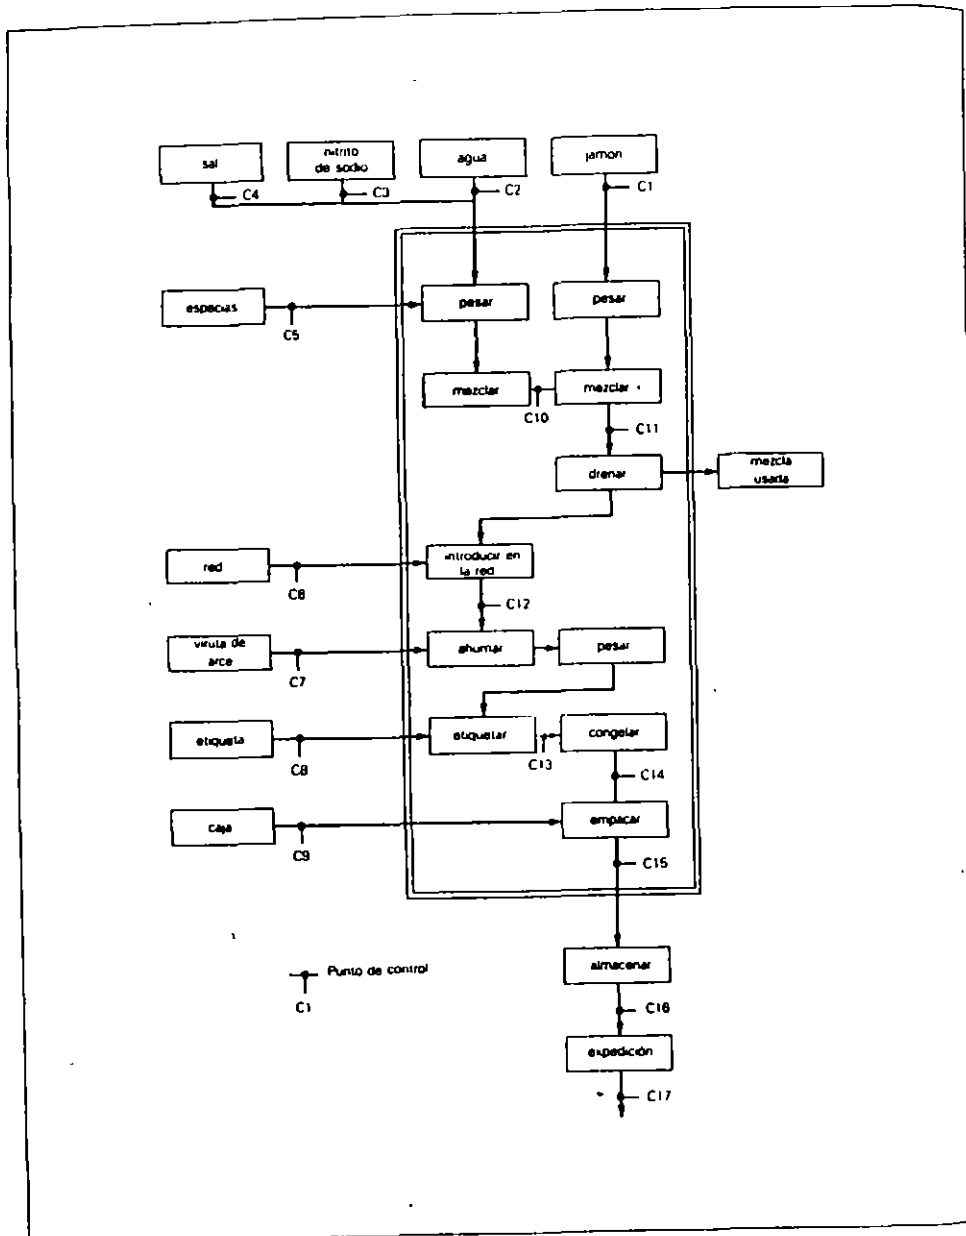 sal
nitrito
de sodio
agua
jamon
C4
C3
C2
C1
especias
C5
pesar
pesar
mezclar
C10
mezclar
C11
drenar
mezcla
usada
red
C6
introducir en
la red
C12
viruta de
arce
C7
ahumar
pesar
etiqueta
C8
etiquetar
C13
congelar
C14
caja
C9
empacar
C15
almacenar
Punto de control
C1
C16
expedición
C17